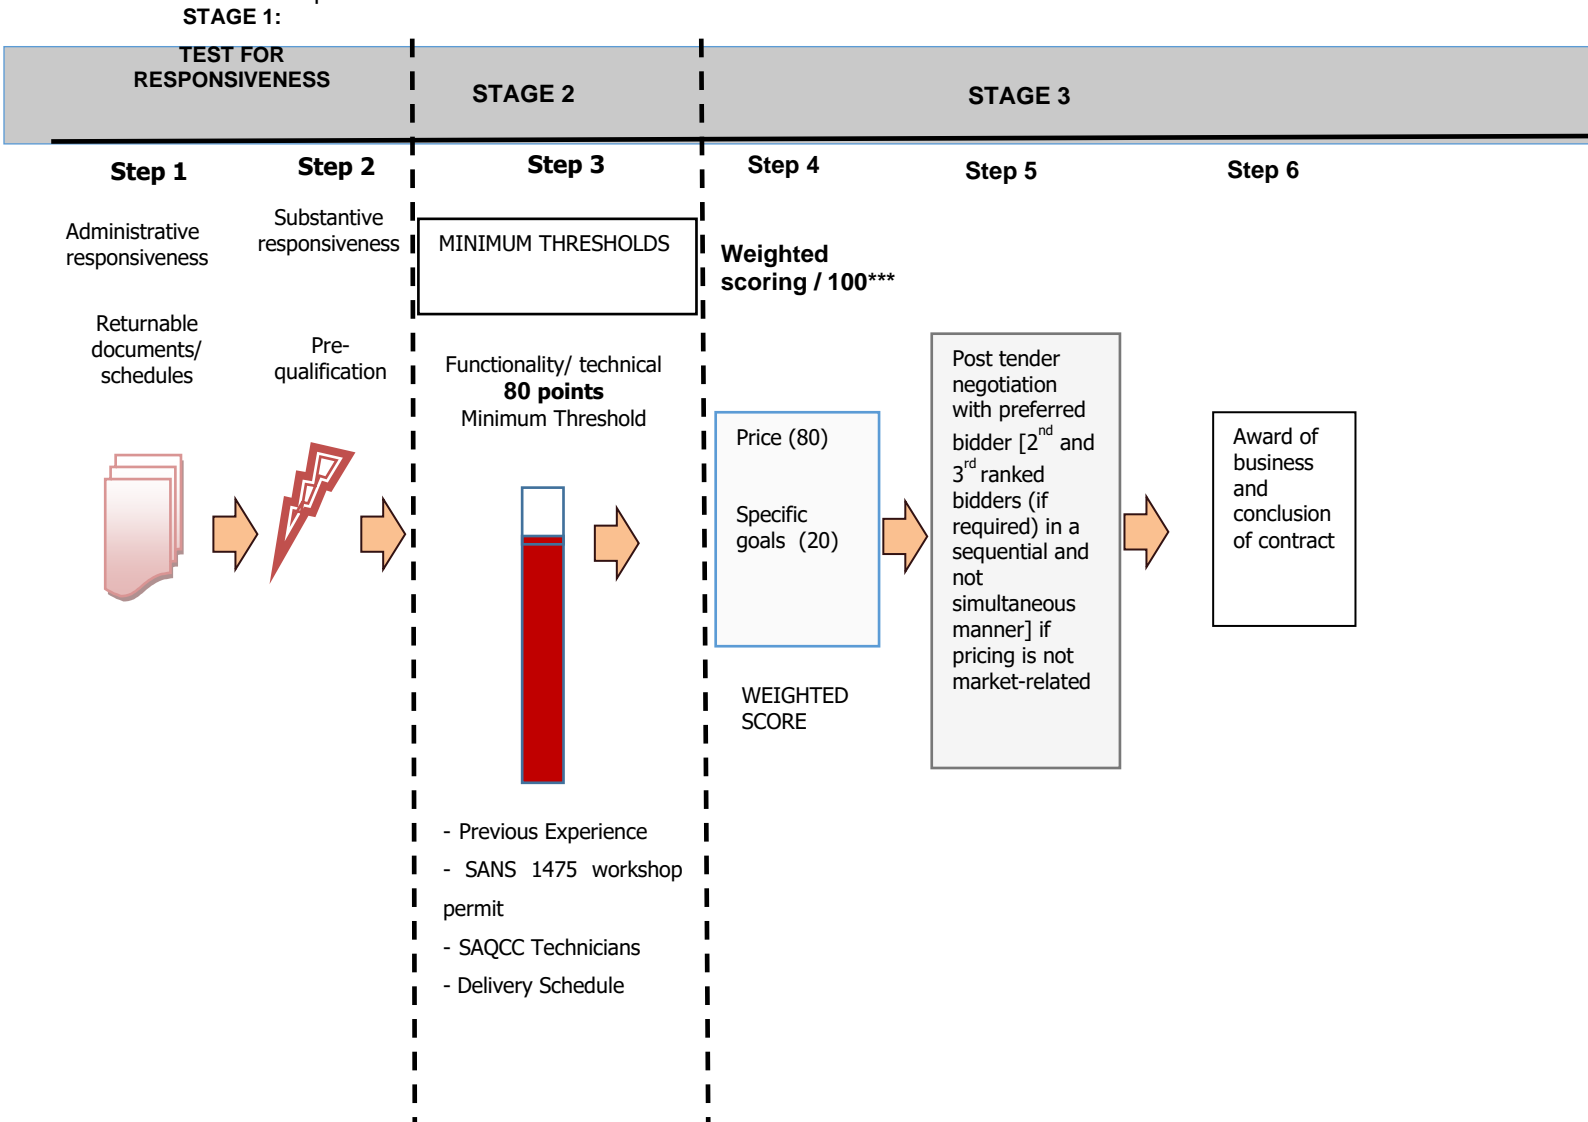 STAGE 1:
TEST FOR
RESPONSIVENESS
STAGE 2
STAGE 3
Step 1
Step 2
Step 3
Step 4
Step 5
Step 6
Administrative
responsiveness
Returnable
documents/
schedules
Substantive
responsiveness
Pre-
qualification
MINIMUM THRESHOLDS
Functionality/ technical
80 points
Minimum Threshold
- Previous Experience
- SANS 1475 workshop
permit
- SAQCC Technicians
- Delivery Schedule
Weighted
scoring / 100***
Price (80)
Specific
goals (20)
WEIGHTED
SCORE
Post tender
negotiation
with preferred
bidder [2nd and
3rd ranked
bidders (if
required) in a
sequential and
not
simultaneous
manner] if
pricing is not
market-related
Award of
business
and
conclusion
of contract